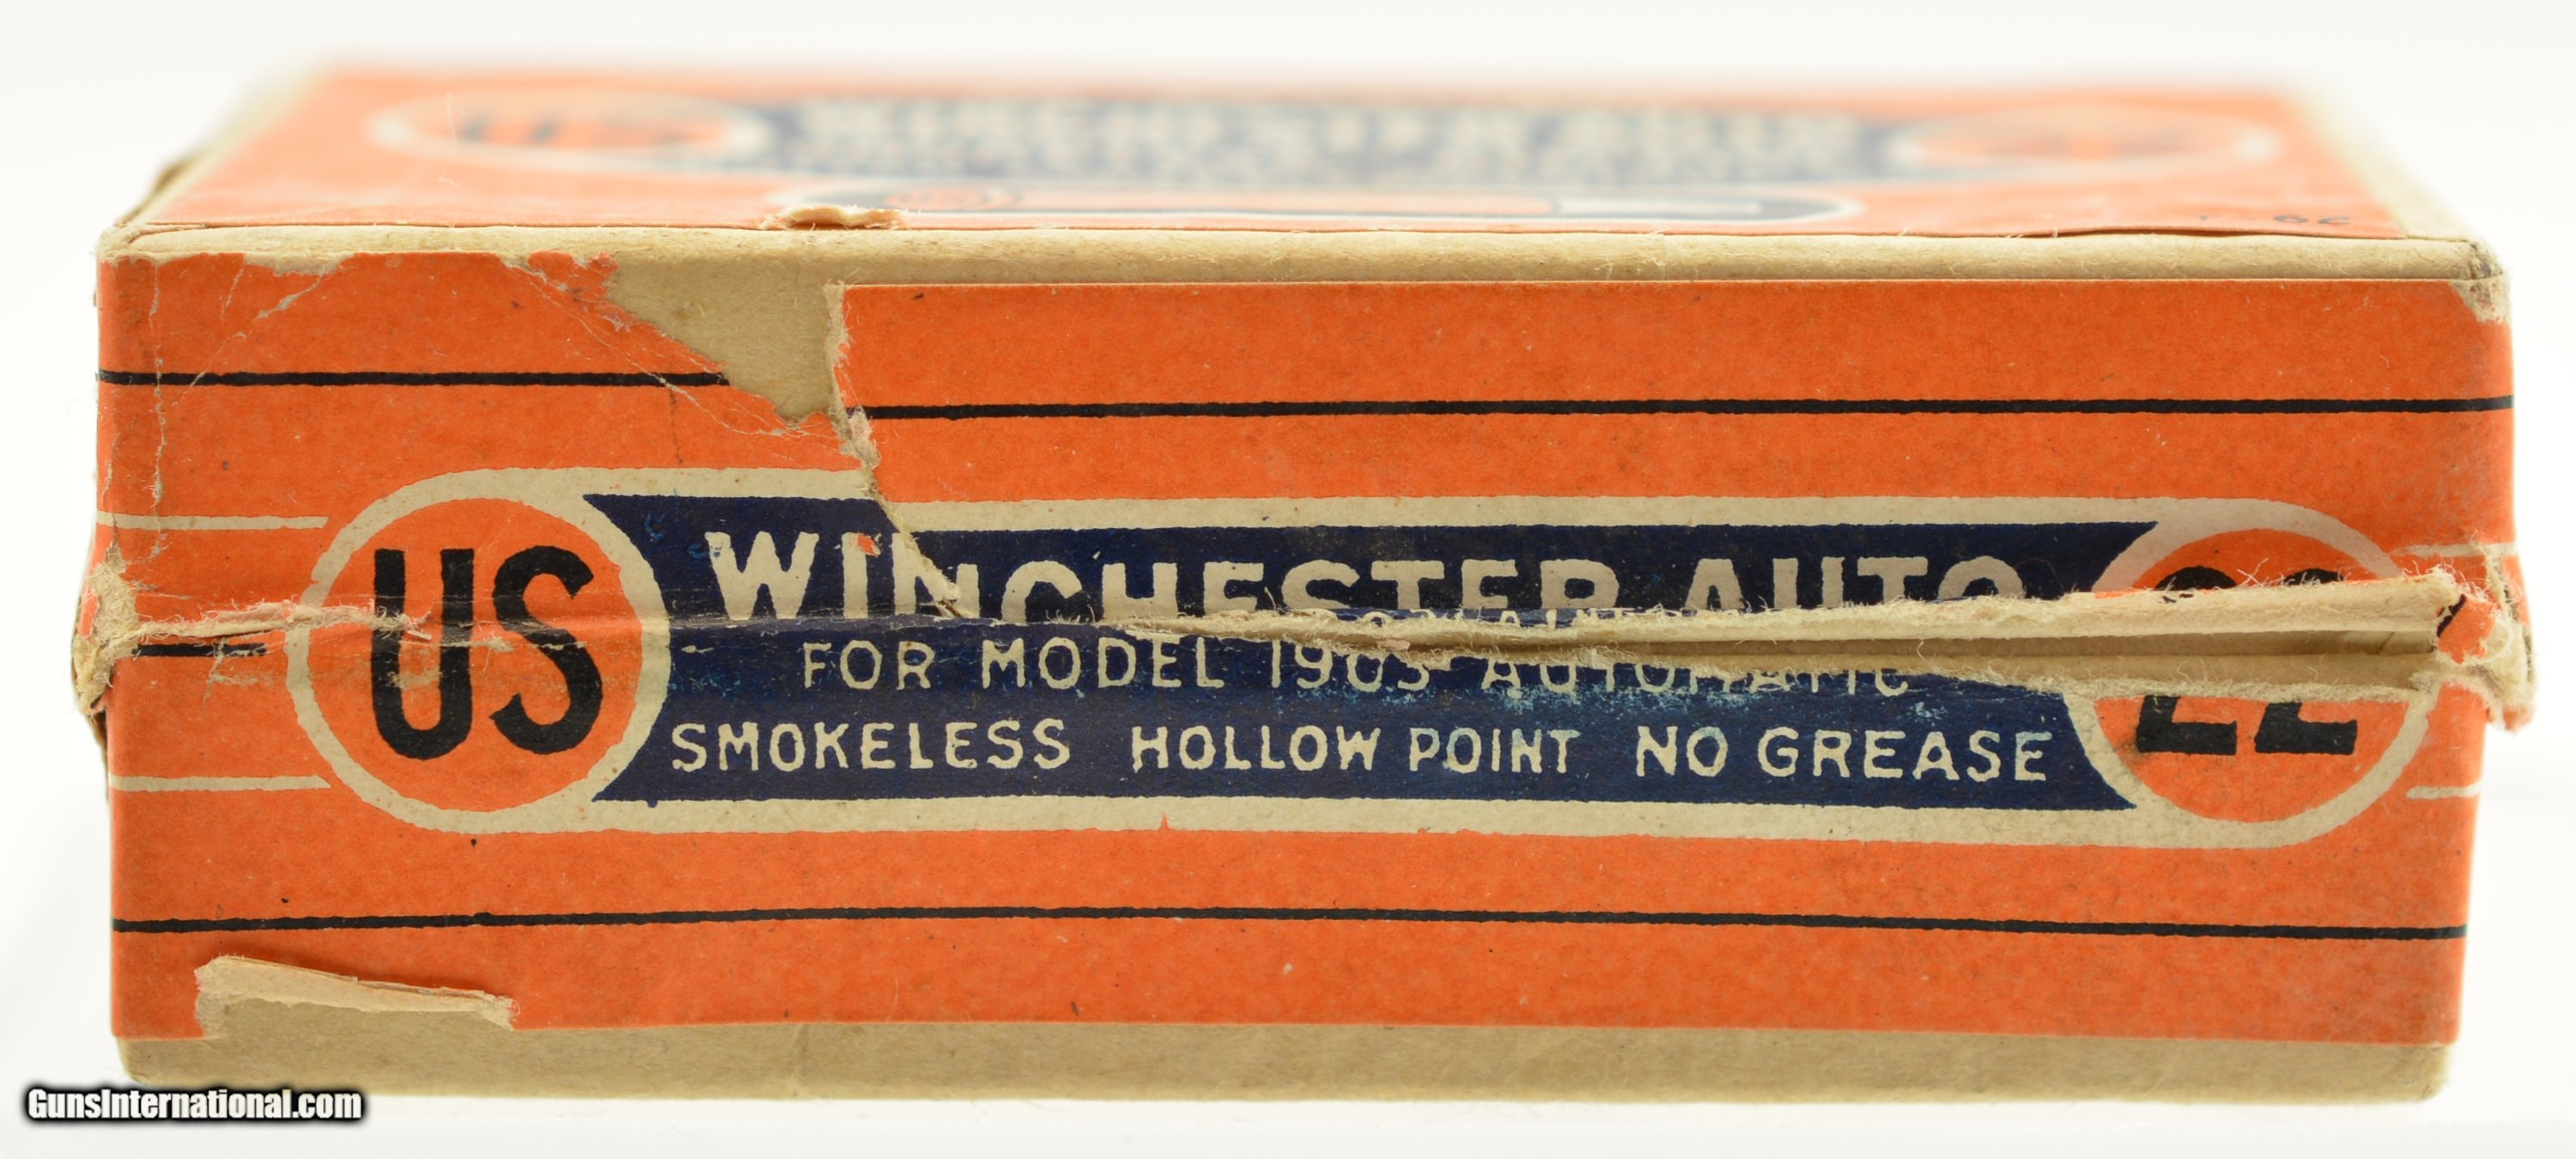 US
WINCHESTER AUTO
22
FOR MODEL 1903 AUTOMATIC
SMOKELESS HOLLOW POINT NO GREASE
GunsInternational.com